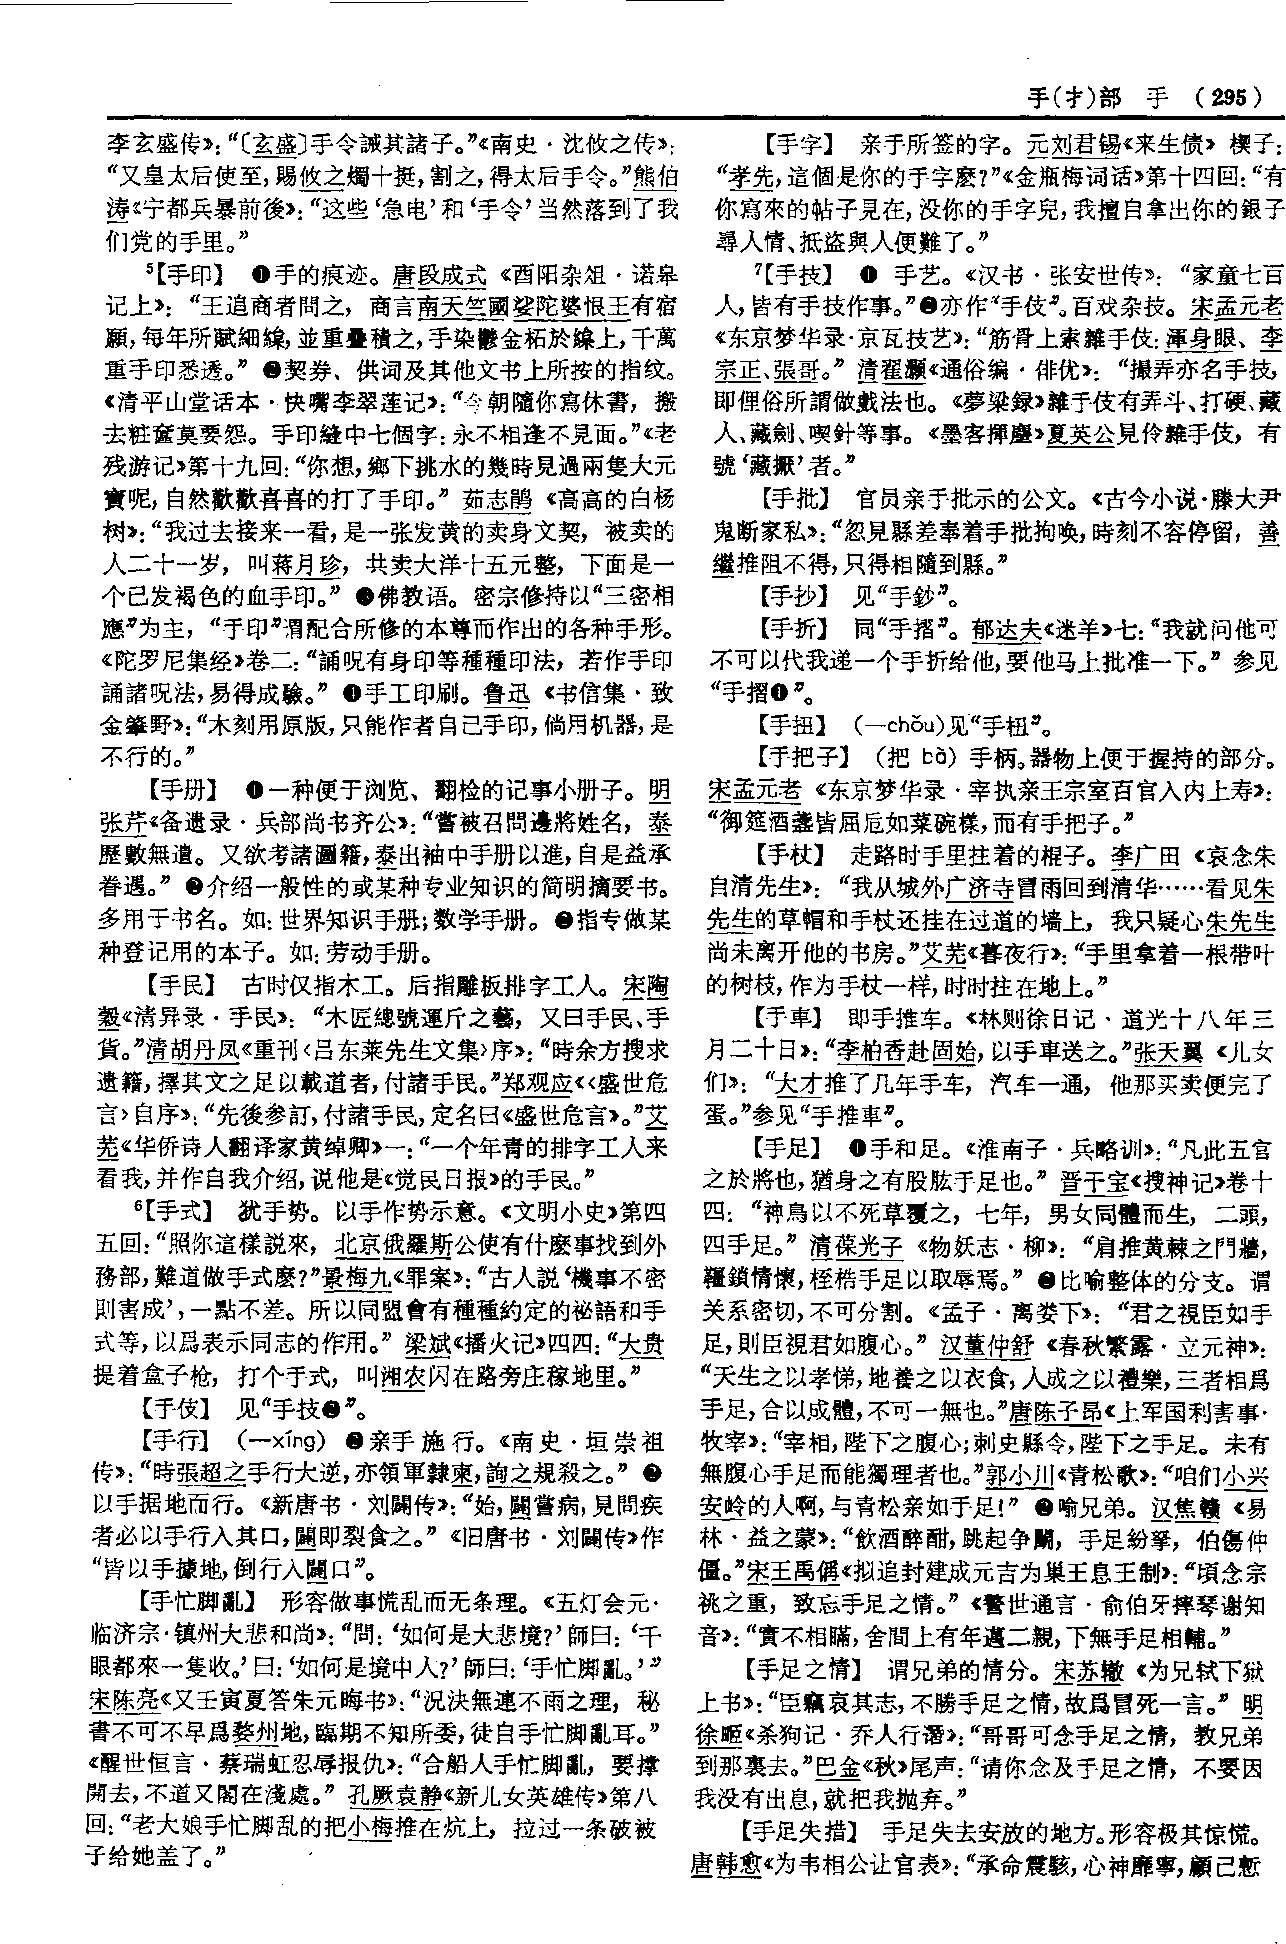 手(扌)部 手 (295)
李玄盛传》：“〔玄盛〕手令誡其諸子。”《南史·沈攸之传》：
“又皇太后使至，賜攸之燭十挺，割之，得太后手令。”熊伯
涛《宁都兵暴前後》：“这些‘急电’和‘手令’当然落到了我
们党的手里。”
⁵【手印】 ❶手的痕迹。唐段成式《酉阳杂俎·诺皋
记上》：“王追商者問之，商言南天竺國娑陀婆恨王有宿
願，每年所賦細緤，並重疊積之，手染鬱金柘於緤上，千萬
重手印悉透。”❷契券、供词及其他文书上所按的指纹。
《清平山堂话本·快嘴李翠莲记》：“今朝隨你寫休書，搬
去粧奩莫要怨。手印縫中七個字：永不相逢不見面。”《老
残游记》第十九回：“你想，鄉下挑水的幾時見過兩隻大元
寶呢，自然歡歡喜喜的打了手印。”茹志鹃《高高的白杨
树》：“我过去接来一看，是一张发黄的卖身文契，被卖的
人二十一岁，叫蒋月珍，共卖大洋十五元整，下面是一
个已发褐色的血手印。”❸佛教语。密宗修持以“三密相
應”为主，“手印”谓配合所修的本尊而作出的各种手形。
《陀罗尼集经》卷二：“誦呪有身印等種種印法，若作手印
誦諸呪法，易得成驗。”❹手工印刷。鲁迅《书信集·致
金肇野》：“木刻用原版，只能作者自己手印，倘用机器，是
不行的。”
【手册】 ❶一种便于浏览、翻检的记事小册子。明
张芹《备遗录·兵部尚书齐公》：“嘗被召問邊將姓名，泰
歷數無遺。又欲考諸圖籍，泰出袖中手册以進，自是益承
眷遇。”❷介绍一般性的或某种专业知识的简明摘要书。
多用于书名。如：世界知识手册；数学手册。❸指专做某
种登记用的本子。如：劳动手册。
【手民】 古时仅指木工。后指雕板排字工人。宋陶
穀《清异录·手民》：“木匠總號運斤之藝，又曰手民、手
貨。”清胡丹凤《重刊〈吕东莱先生文集〉序》：“時余方搜求
遺籍，擇其文之足以載道者，付諸手民。”郑观应《〈盛世危
言〉自序》：“先後参訂，付諸手民，定名曰《盛世危言》。”艾
芜《华侨诗人翻译家黄绰卿》一：“一个年青的排字工人来
看我，并作自我介绍，说他是《觉民日报》的手民。”
⁶【手式】 犹手势。以手作势示意。《文明小史》第四
五回：“照你這樣説來，北京俄羅斯公使有什麽事找到外
務部，難道做手式麽？”景梅九《罪案》：“古人説‘機事不密
則害成’，一點不差。所以同盟會有種種約定的祕語和手
式等，以爲表示同志的作用。”梁斌《播火记》四四：“大贵
提着盒子枪，打个手式，叫湘农闪在路旁庄稼地里。”
【手伎】 见“手技❷”。
【手行】 (—xíng) ❶亲手施行。《南史·垣崇祖
传》：“時張超之手行大逆，亦領軍隸東，詢之規殺之。”❷
以手据地而行。《新唐书·刘闢传》：“始，闢嘗病，見問疾
者必以手行入其口，闢即裂食之。”《旧唐书·刘闢传》作
“皆以手據地，倒行入闢口”。
【手忙脚亂】 形容做事慌乱而无条理。《五灯会元·
临济宗·镇州大悲和尚》：“問：‘如何是大悲境？’師曰：‘千
眼都來一隻收。’曰：‘如何是境中人？’師曰：‘手忙脚亂。’”
宋陈亮《又壬寅夏答朱元晦书》：“況決無連不雨之理，秘
書不可不早爲婺州地，臨期不知所委，徒自手忙脚亂耳。”
《醒世恒言·蔡瑞虹忍辱报仇》：“合船人手忙脚亂，要撑
開去，不道又閣在淺處。”孔厥袁静《新儿女英雄传》第八
回：“老大娘手忙脚乱的把小梅推在炕上，拉过一条破被
子给她盖了。”
【手字】 亲手所签的字。元刘君锡《来生债》楔子：
“孝先，這個是你的手字麽？”《金瓶梅词话》第十四回：“有
你寫來的帖子見在，没你的手字兒，我擅自拿出你的銀子
尋人情、抵盗與人便難了。”
⁷【手技】 ❶ 手艺。《汉书·张安世传》：“家童七百
人，皆有手技作事。”❷亦作“手伎”。百戏杂技。宋孟元老
《东京梦华录·京瓦技艺》：“筋骨上索雜手伎：渾身眼、李
宗正、張哥。”清翟灏《通俗编·俳优》：“撮弄亦名手技，
即俚俗所謂做戲法也。《夢梁録》雜手伎有弄斗、打硬、藏
人、藏劍、喫針等事。《墨客揮塵》夏英公見伶雜手伎，有
號‘藏擫’者。”
【手批】 官员亲手批示的公文。《古今小说·滕大尹
鬼断家私》：“忽見縣差奉着手批拘唤，時刻不容停留，善
繼推阻不得，只得相隨到縣。”
【手抄】 见“手鈔”。
【手折】 同“手摺”。郁达夫《迷羊》七：“我就问他可
不可以代我递一个手折给他，要他马上批准一下。”参见
“手摺❶”。
【手扭】 (—chǒu)见“手杻”。
【手把子】 (把 bà) 手柄。器物上便于握持的部分。
宋孟元老《东京梦华录·宰执亲王宗室百官入内上寿》：
“御筵酒盞皆屈卮如菜碗樣，而有手把子。”
【手杖】 走路时手里拄着的棍子。李广田《哀念朱
自清先生》：“我从城外广济寺冒雨回到清华……看见朱
先生的草帽和手杖还挂在过道的墙上，我只疑心朱先生
尚未离开他的书房。”艾芜《暮夜行》：“手里拿着一根带叶
的树枝，作为手杖一样，时时拄在地上。”
【手車】 即手推车。《林则徐日记·道光十八年三
月二十日》：“李柏香赴固始，以手車送之。”张天翼《儿女
们》：“大才推了几年手车，汽车一通，他那买卖便完了
蛋。”参见“手推車”。
【手足】 ❶手和足。《淮南子·兵略训》：“凡此五官
之於將也，猶身之有股肱手足也。”晋干宝《搜神记》卷十
四：“神鳥以不死草覆之，七年，男女同體而生，二頭，
四手足。”清葆光子《物妖志·柳》：“肩推黄棘之門牆，
韁鎖情懷，桎梏手足以取辱焉。”❷比喻整体的分支。谓
关系密切，不可分割。《孟子·离娄下》：“君之視臣如手
足，則臣視君如腹心。”汉董仲舒《春秋繁露·立元神》：
“天生之以孝悌，地養之以衣食，人成之以禮樂，三者相爲
手足，合以成體，不可一無也。”唐陈子昂《上军国利害事·
牧宰》：“宰相，陛下之腹心；刺史縣令，陛下之手足。未有
無腹心手足而能獨理者也。”郭小川《青松歌》：“咱们小兴
安岭的人啊，与青松亲如手足！”❸喻兄弟。汉焦赣《易
林·益之蒙》：“飲酒醉酣，跳起争鬭，手足紛拏，伯傷仲
僵。”宋王禹偁《拟追封建成元吉为巢王息王制》：“頃念宗
祧之重，致忘手足之情。”《警世通言·俞伯牙摔琴谢知
音》：“實不相瞞，舍間上有年邁二親，下無手足相輔。”
【手足之情】 谓兄弟的情分。宋苏辙《为兄轼下狱
上书》：“臣竊哀其志，不勝手足之情，故爲冒死一言。”明
徐㖂《杀狗记·乔人行谮》：“哥哥可念手足之情，教兄弟
到那裏去。”巴金《秋》尾声：“请你念及手足之情，不要因
我没有出息，就把我抛弃。”
【手足失措】 手足失去安放的地方。形容极其惊慌。
唐韩愈《为韦相公让官表》：“承命震駭，心神靡寧，顧己慙